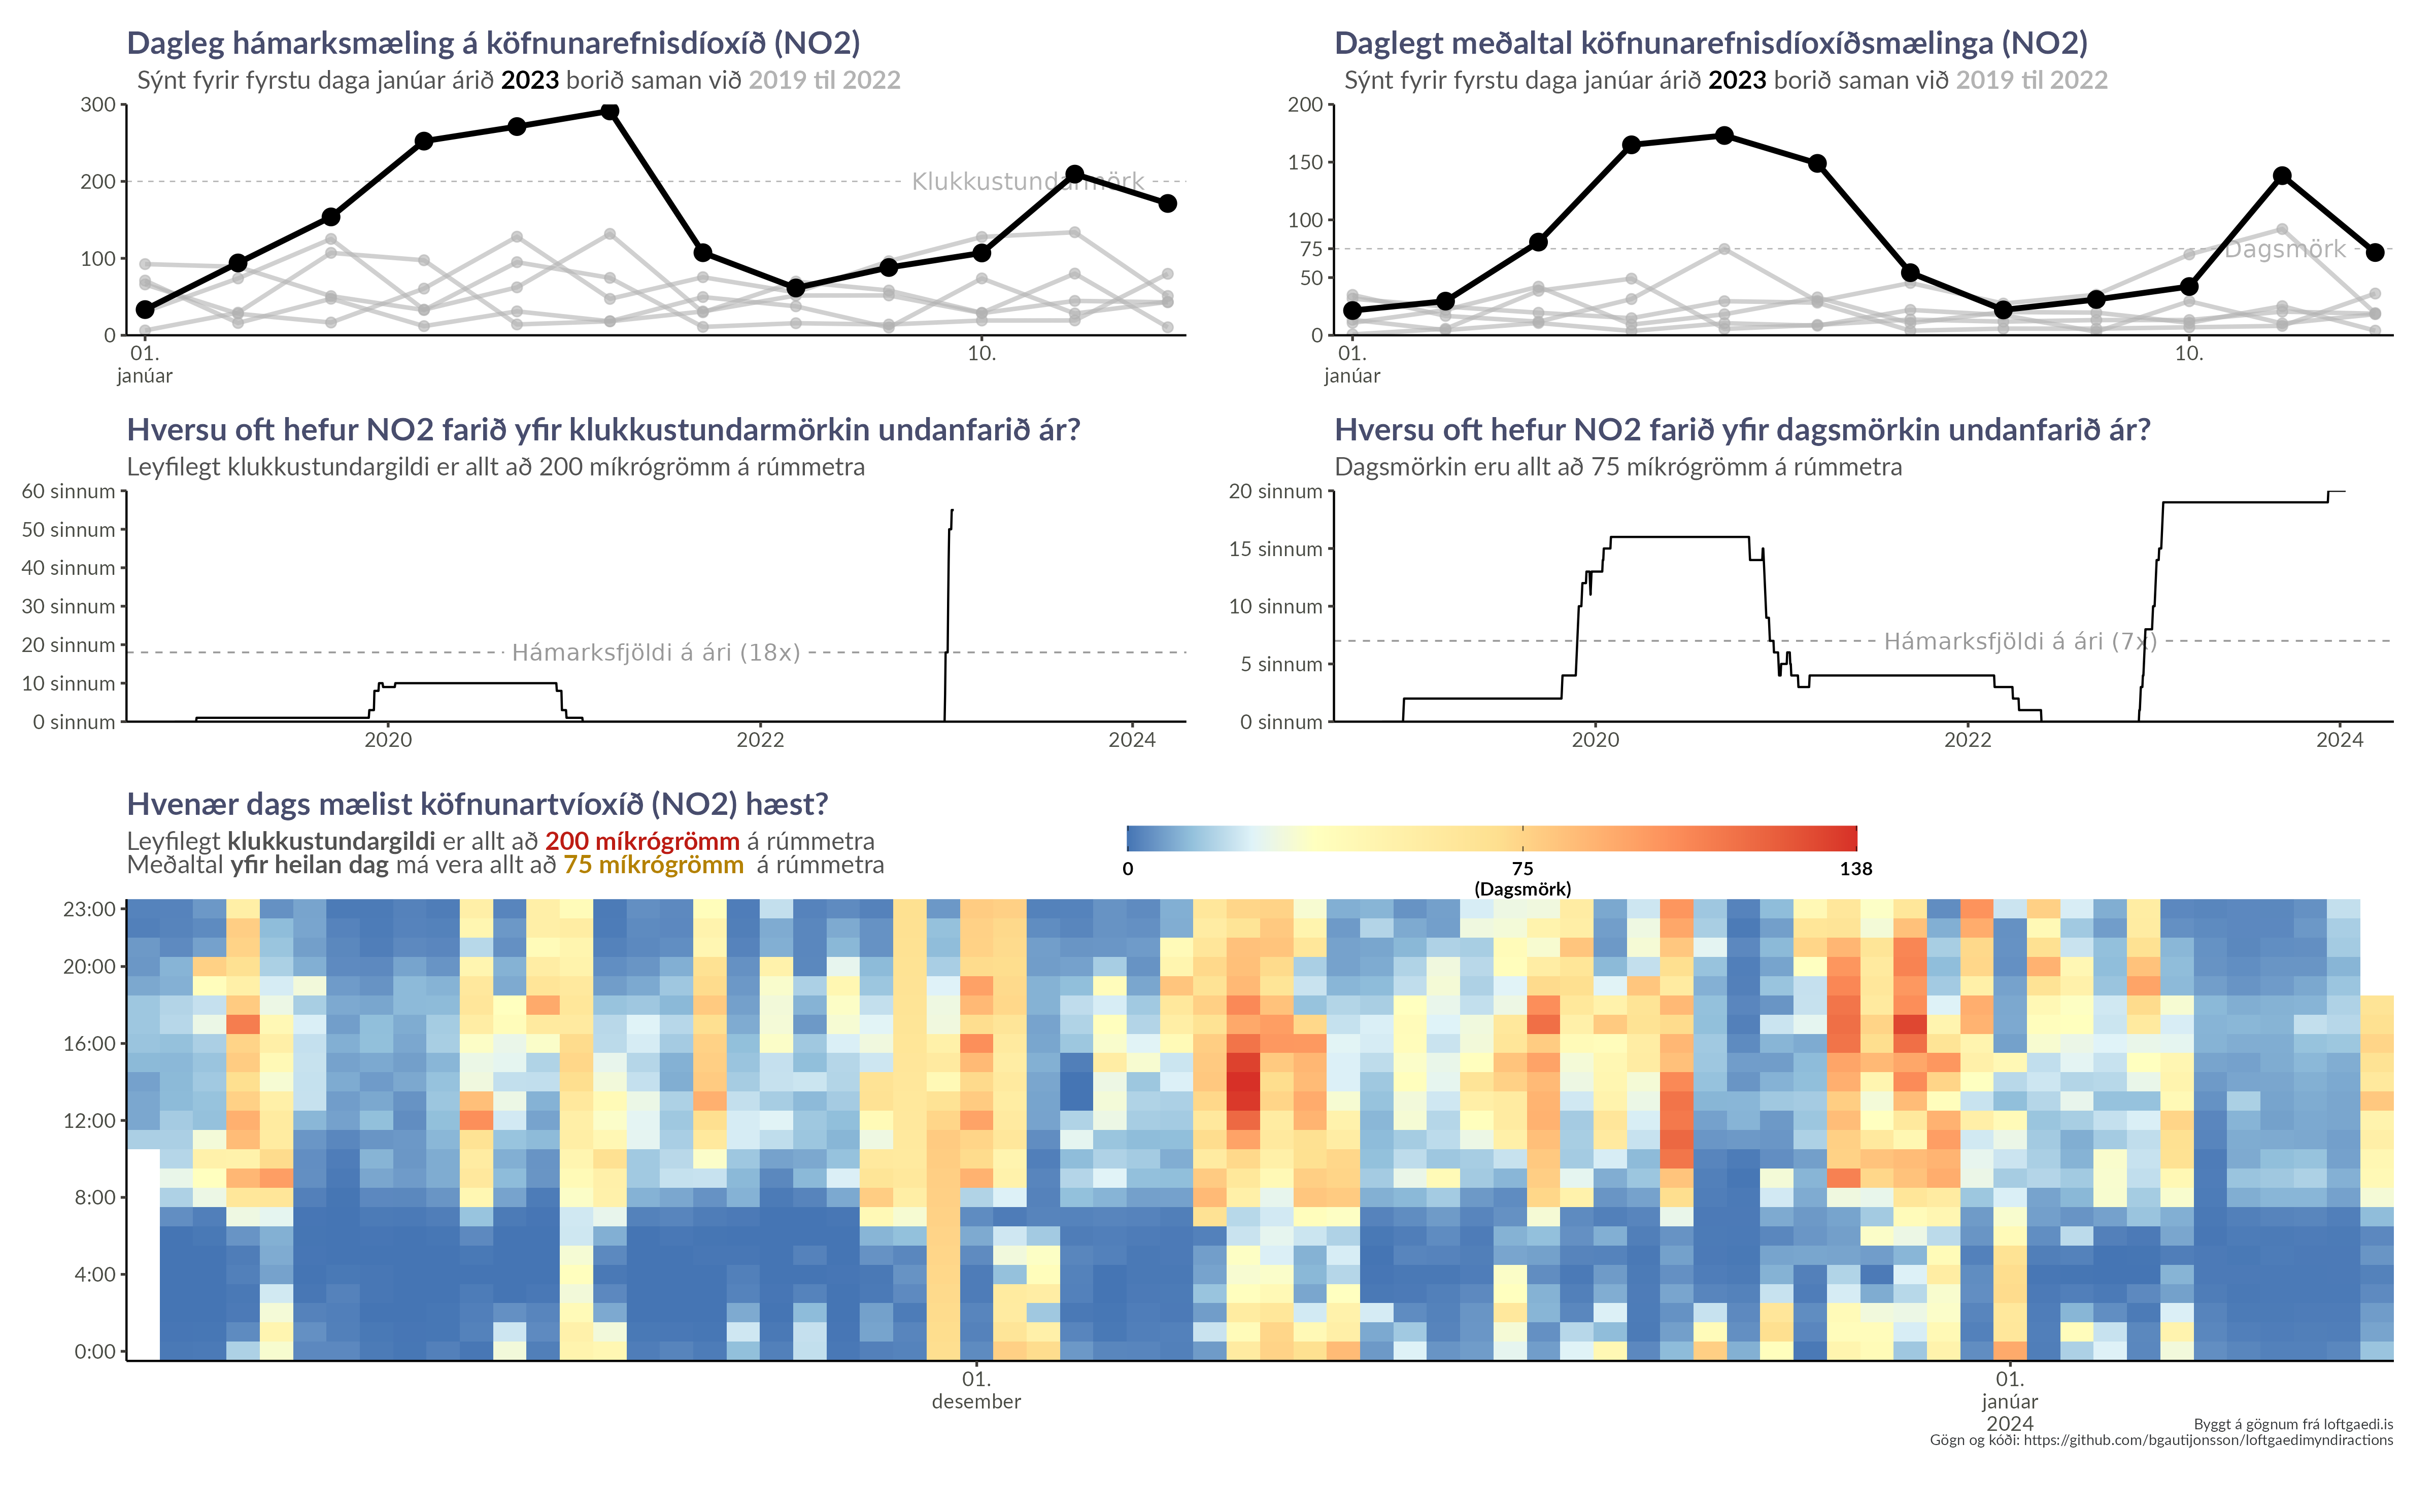 Dagleg hámarksmæling á köfnunarefnisdíoxíð (NO2)
Sýnt fyrir fyrstu daga janúar árið 2023 borið saman við 2019 til 2022
300
200
100
0
Klukkustundarmörk
01.
janúar
10.
Daglegt meðaltal köfnunarefnisdíoxíðsmælinga (NO2)
Sýnt fyrir fyrstu daga janúar árið 2023 borið saman við 2019 til 2022
200
150
100
75
50
0
Dagsmörk
01.
janúar
10.
Hversu oft hefur NO2 farið yfir klukkustundarmörkin undanfarið ár?
Leyfilegt klukkustundargildi er allt að 200 míkrógrömm á rúmmetra
60 sinnum
50 sinnum
40 sinnum
30 sinnum
20 sinnum
10 sinnum
0 sinnum
Hámarksfjöldi á ári (18x)
2020
2022
2024
Hversu oft hefur NO2 farið yfir dagsmörkin undanfarið ár?
Dagsmörkin eru allt að 75 míkrógrömm á rúmmetra
20 sinnum
15 sinnum
10 sinnum
5 sinnum
0 sinnum
Hámarksfjöldi á ári (7x)
2020
2022
2024
Hvenær dags mælist köfnunartvíoxíð (NO2) hæst?
Leyfilegt klukkustundargildi er allt að 200 míkrógrömm á rúmmetra
Meðaltal yfir heilan dag má vera allt að 75 míkrógrömm á rúmmetra
0
75
(Dagsmörk)
138
23:00
20:00
16:00
12:00
8:00
4:00
0:00
01.
desember
01.
janúar
2024
Byggt á gögnum frá loftgaedi.is
Gögn og kóði: https://github.com/bgautijonsson/loftgaedimyndiractions